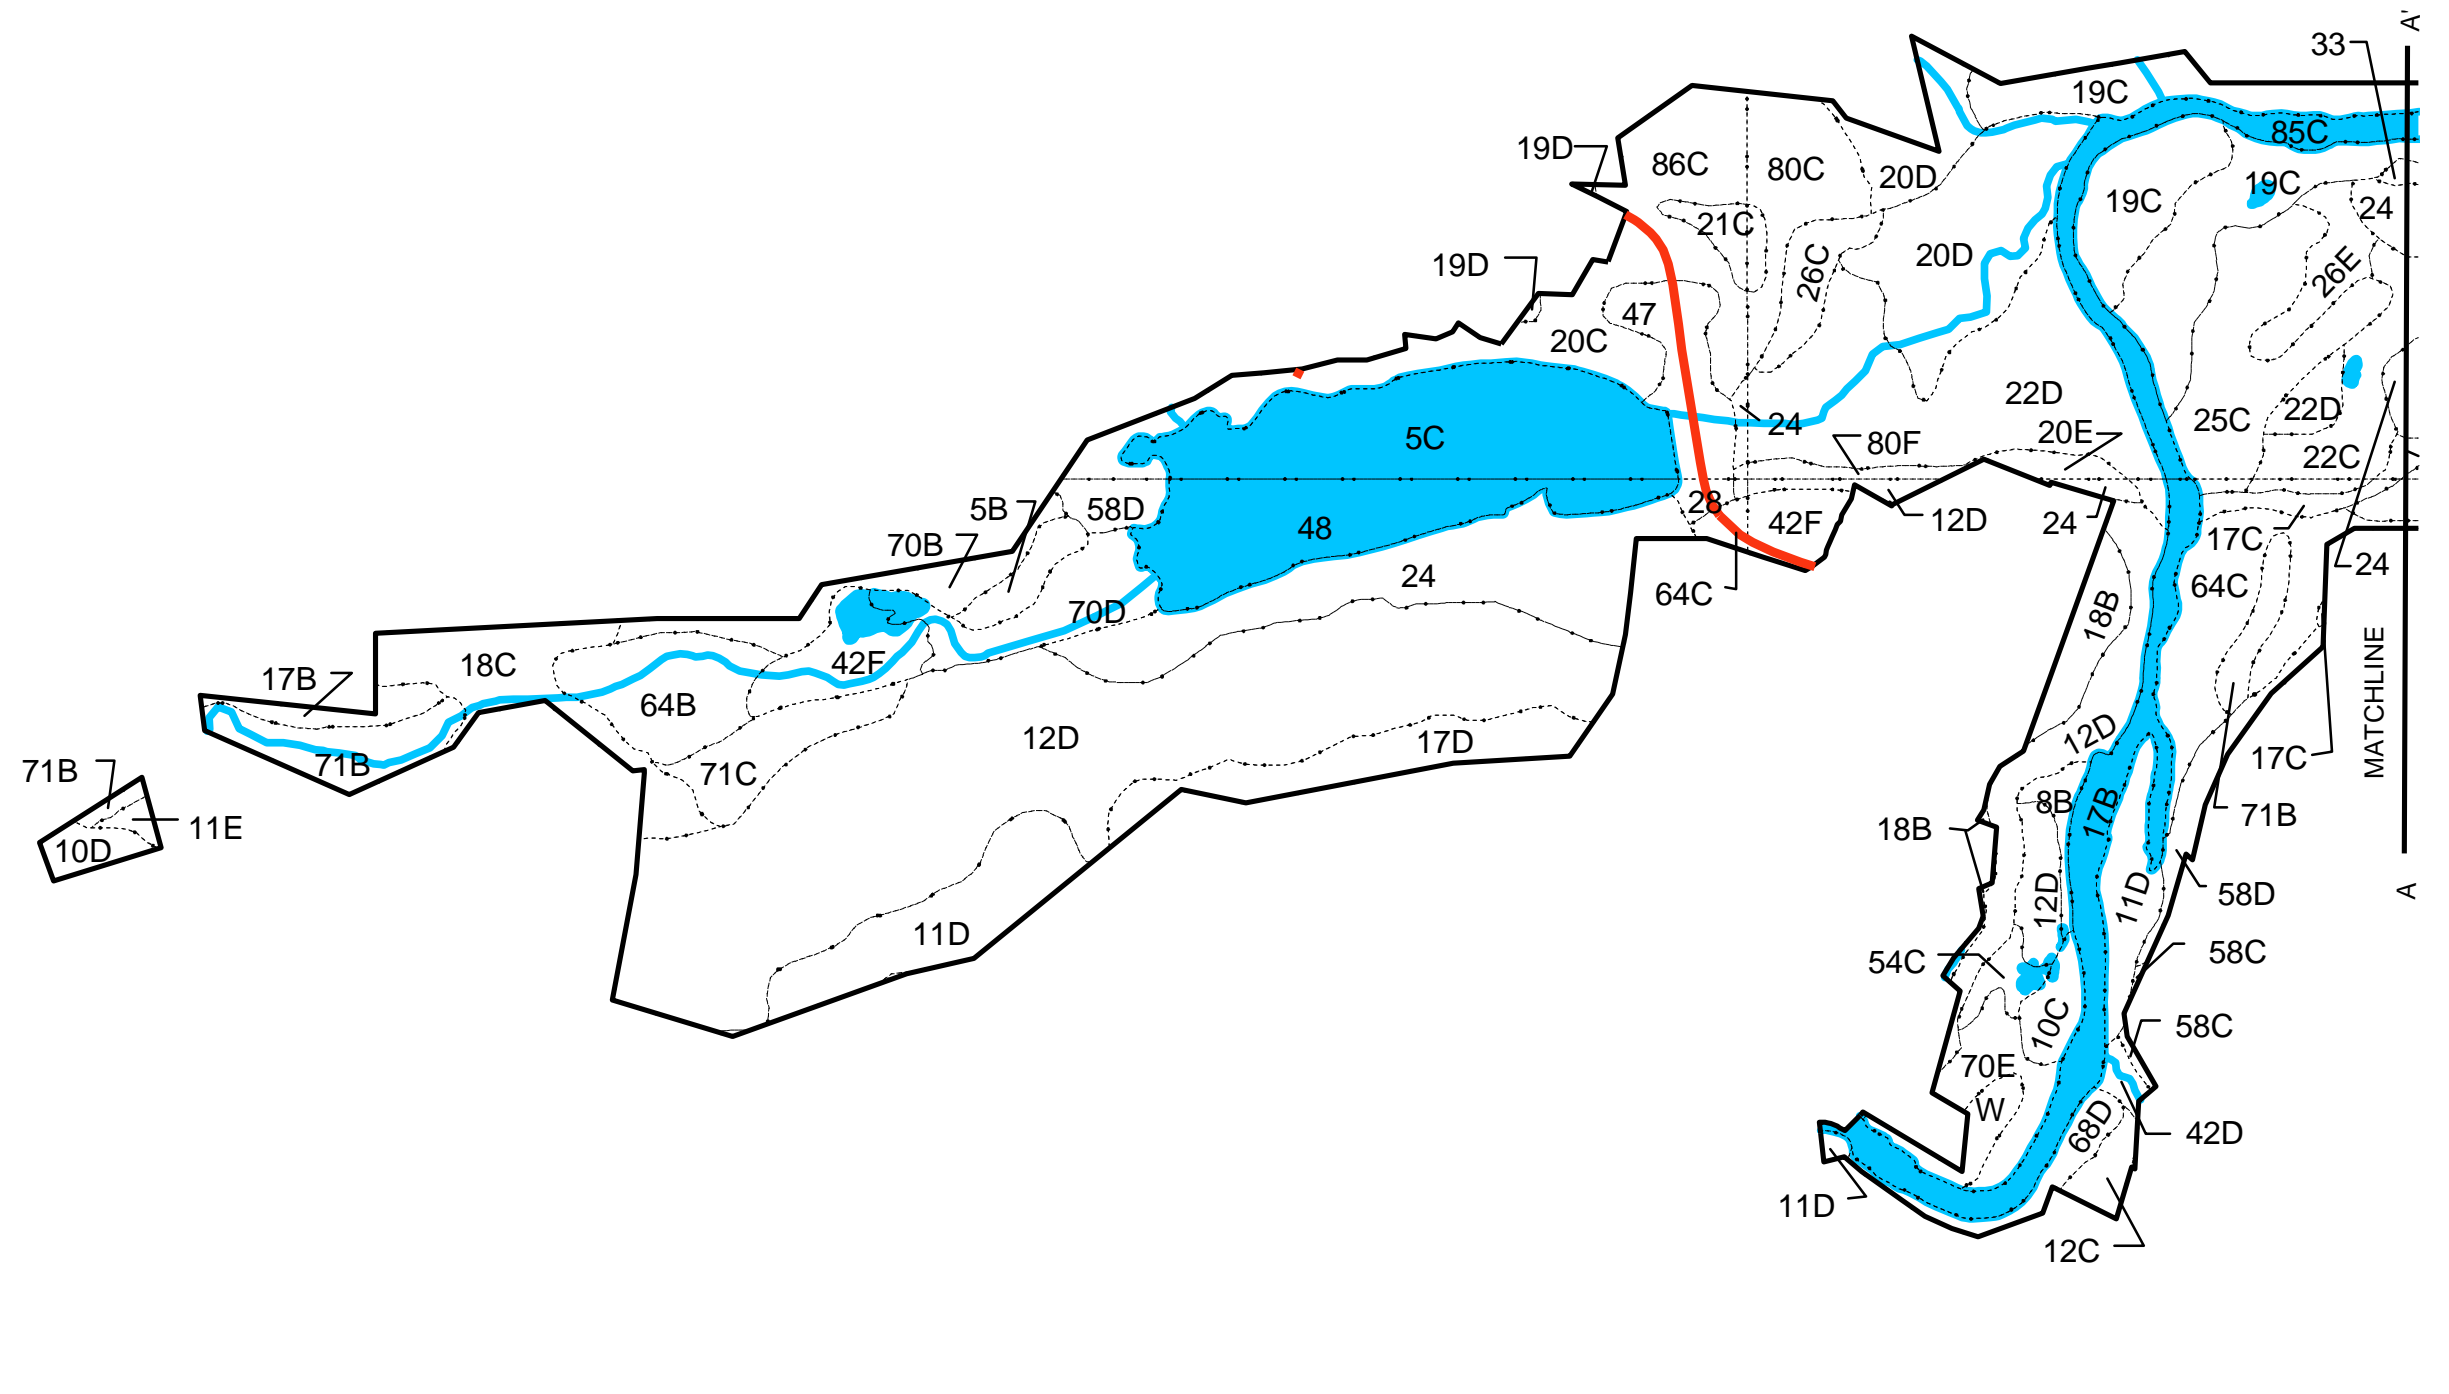 A'
33
19C
85C
19D
86C
80C
20D
19C
19C
24
21C
20D
19D
26C
26E
47
20C
22D
25C
22D
24
5C
80F
20E
22C
5B
58D
28
42F
12D
24
48
17C
70B
24
64C
24
64C
70D
18B
MATCHLINE
18C
42F
17B
64B
12D
12D
17D
17C
71B
71B
71C
8B
17B
71B
18B
11E
10D
12D
11D
58D
A
11D
54C
58C
10C
58C
70E
W
68D
42D
11D
12C